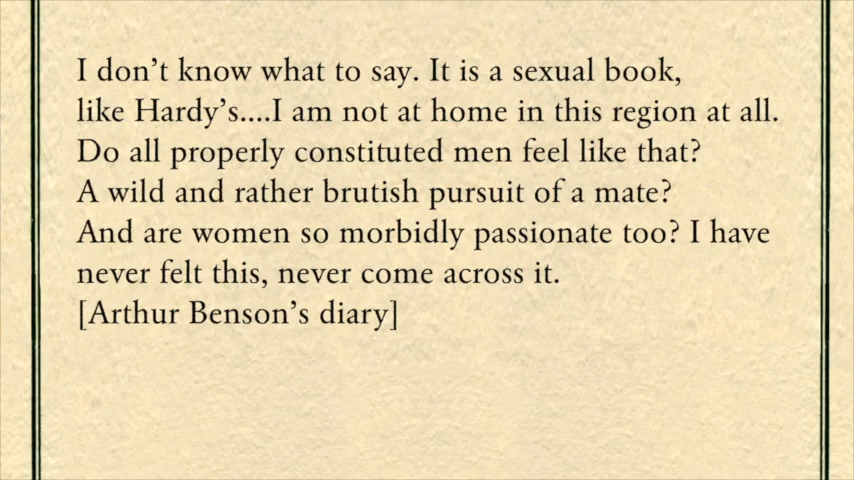 I don’t know what to say. It is a sexual book,
like Hardy’s....I am not at home in this region at all.
Do all properly constituted men feel like that?
A wild and rather brutish pursuit of a mate?
And are women so morbidly passionate too? I have
never felt this, never come across it.
[Arthur Benson’s diary]